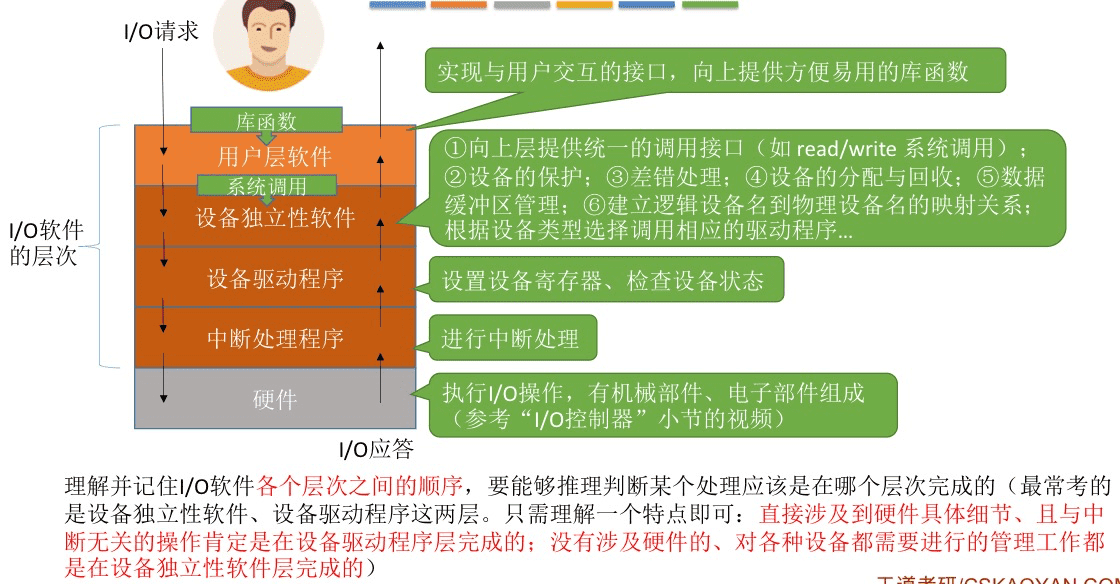 I/O请求
实现与用户交互的接口，向上提供方便易用的库函数
库函数
用户层软件
系统调用
设备独立性软件
设备驱动程序
中断处理程序
硬件
I/O软件
的层次
①向上层提供统一的调用接口（如 read/write 系统调用）；
②设备的保护；③差错处理；④设备的分配与回收；⑤数据
缓冲区管理；⑥建立逻辑设备名到物理设备名的映射关系；
根据设备类型选择调用相应的驱动程序...
设置设备寄存器、检查设备状态
进行中断处理
执行I/O操作，有机械部件、电子部件组成
（参考“I/O控制器”小节的视频）
I/O应答
理解并记住I/O软件各个层次之间的顺序，要能够推理判断某个处理应该是在哪个层次完成的（最常考的
是设备独立性软件、设备驱动程序这两层。只需理解一个特点即可：直接涉及到硬件具体细节、且与中
断无关的操作肯定是在设备驱动程序层完成的；没有涉及硬件的、对各种设备都需要进行的管理工作都
是在设备独立性软件层完成的）